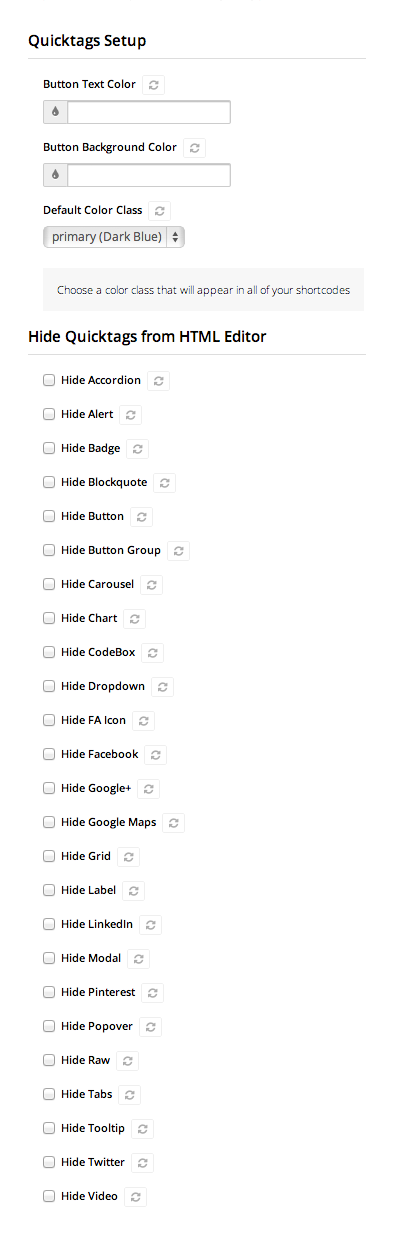 Quicktags Setup
Button Text Color
Button Background Color
Default Color Class
primary (Dark Blue)
Choose a color class that will appear in all of your shortcodes
Hide Quicktags from HTML Editor
Hide Accordion
Hide Alert
Hide Badge
Hide Blockquote
Hide Button
Hide Button Group
Hide Carousel
Hide Chart
Hide CodeBox
Hide Dropdown
Hide FA Icon
Hide Facebook
Hide Google+
Hide Google Maps
Hide Grid
Hide Label
Hide LinkedIn
Hide Modal
Hide Pinterest
Hide Popover
Hide Raw
Hide Tabs
Hide Tooltip
Hide Twitter
Hide Video